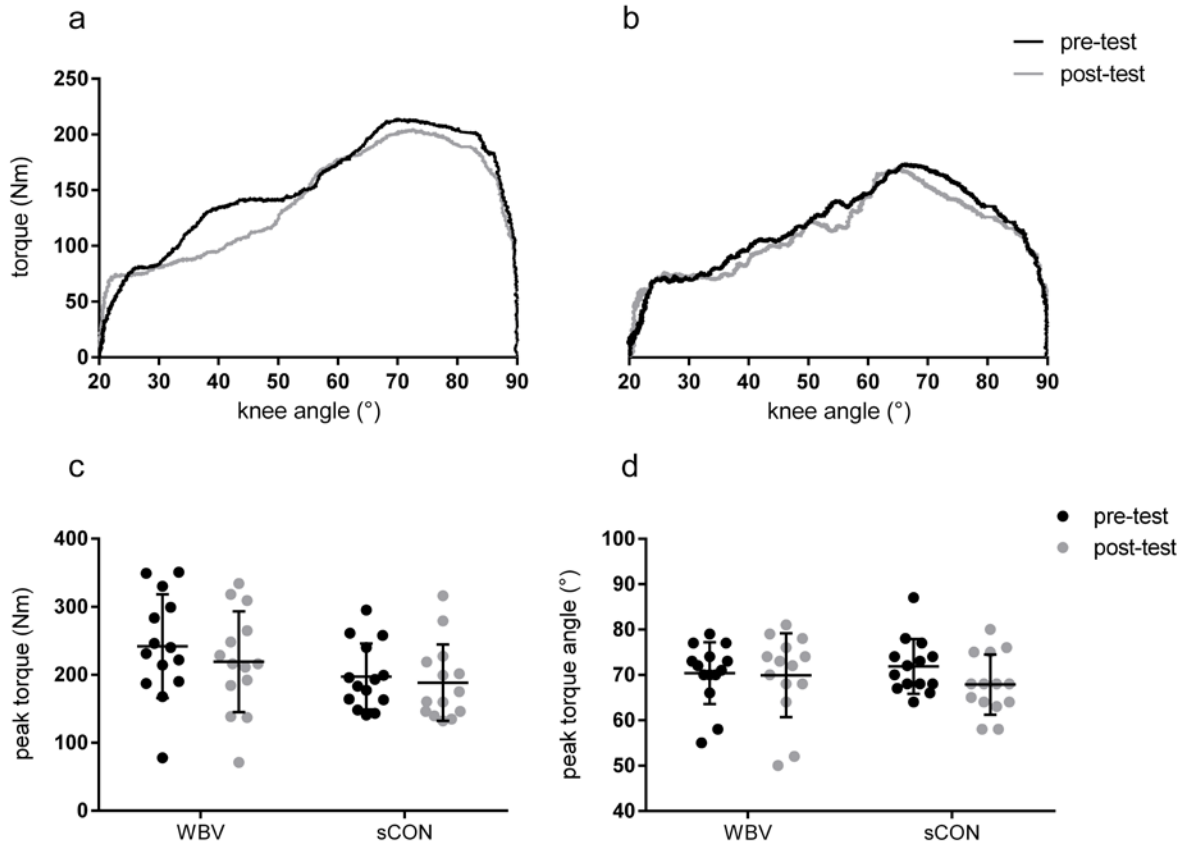 a
b
pre-test
post-test
torque (Nm)
250
200
150
100
50
0
20 30 40 50 60 70 80 90
knee angle (°)
20 30 40 50 60 70 80 90
knee angle (°)
c
d
pre-test
post-test
peak torque (Nm)
400
300
200
100
0
WBV sCON
peak torque angle (°)
100
90
80
70
60
50
40
WBV sCON